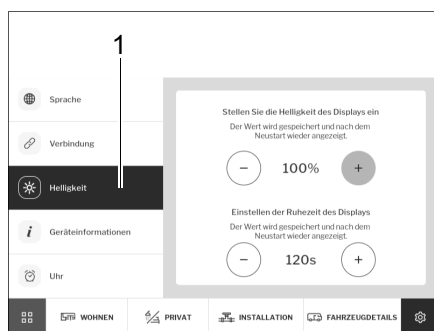 1
Sprache
Verbindung
Helligkeit
Geräteinformationen
Uhr
Stellen Sie die Helligkeit des Displays ein
Der Wert wird gespeichert und nach dem
Neustart wieder angezeigt.
− 100% +
Einstellen der Ruhezeit des Displays
Der Wert wird gespeichert und nach dem
Neustart wieder angezeigt.
− 120s +
WOHNEN PRIVAT INSTALLATION FAHRZEUGDETAILS